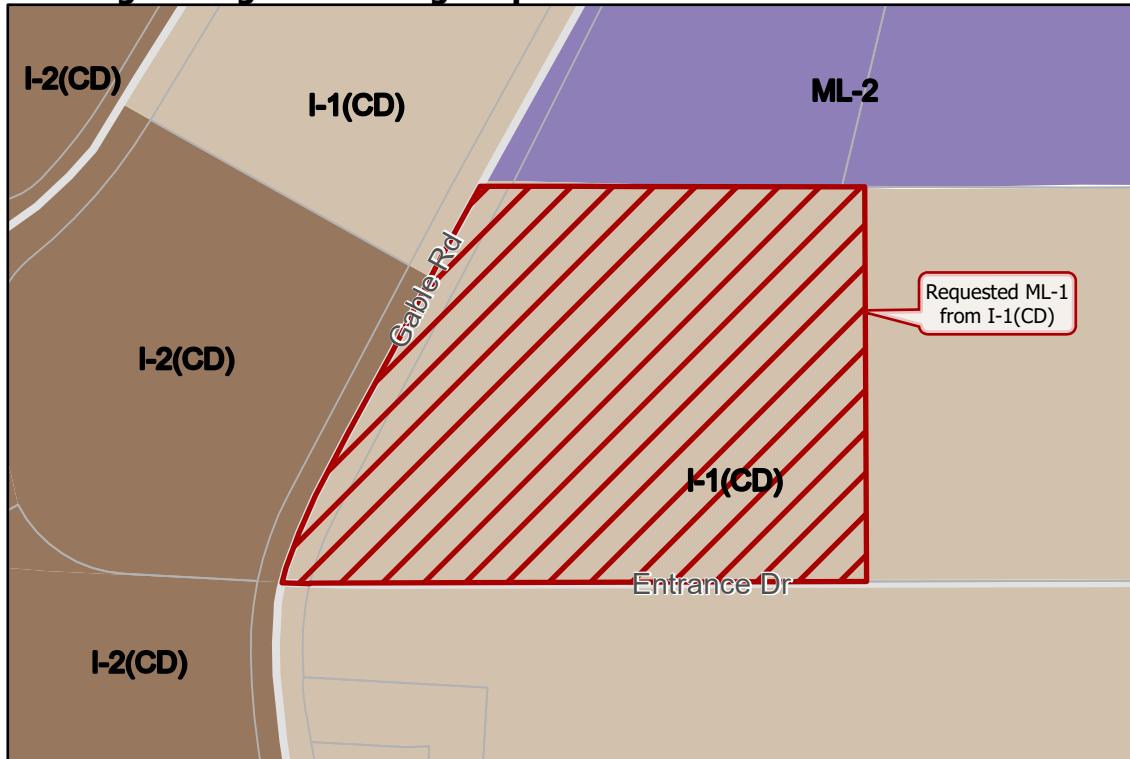 I-2(CD)
I-1(CD)
ML-2
Gable Rd
Requested ML-1
from I-1(CD)
I-2(CD)
I-1(CD)
Entrance Dr
I-2(CD)